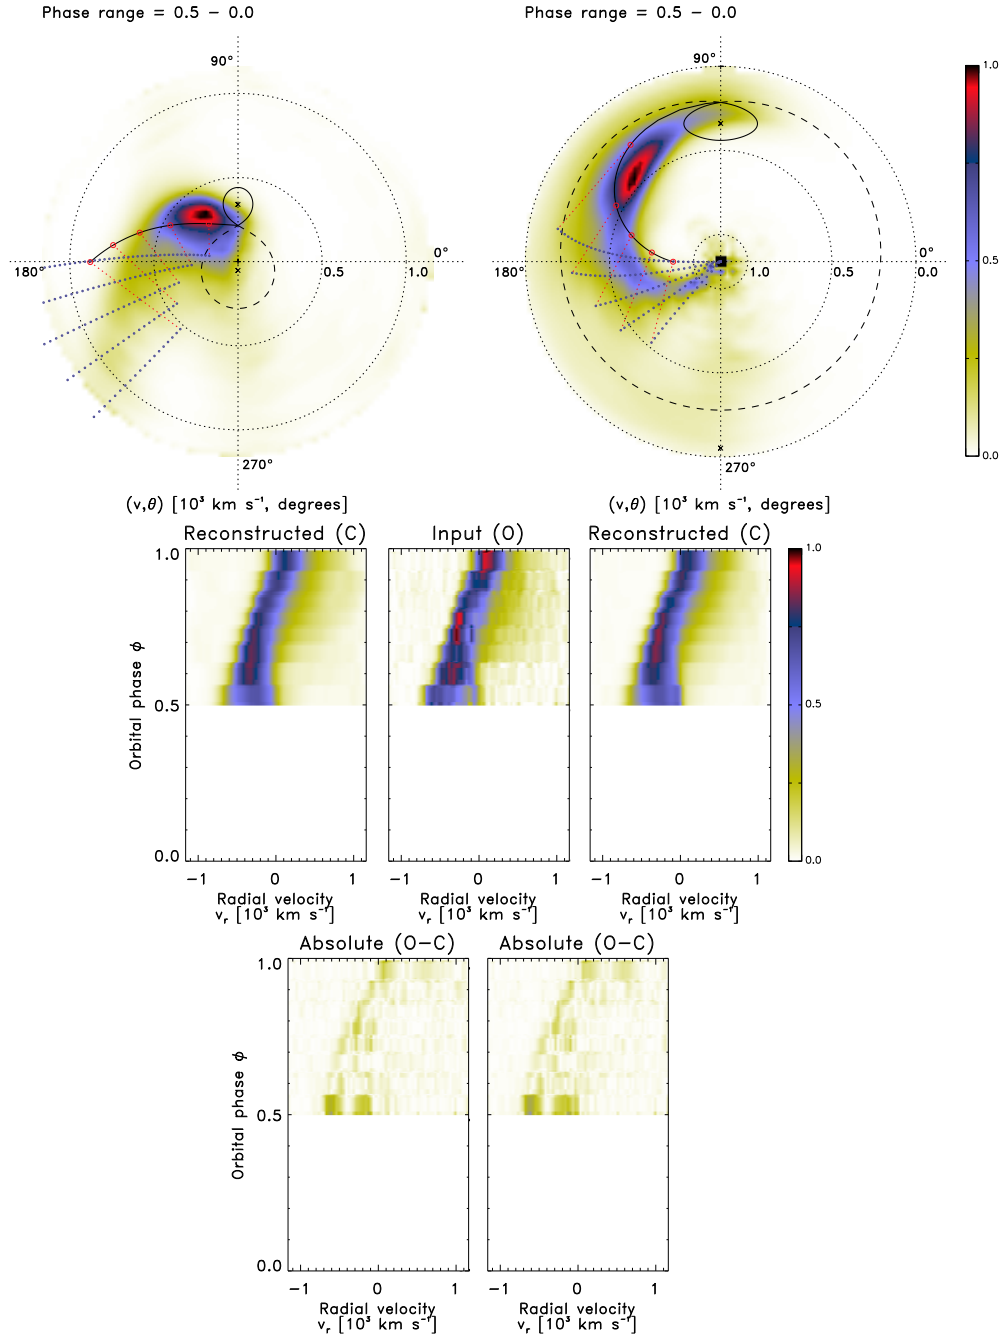 Phase range = 0.5 - 0.0
Phase range = 0.5 - 0.0
90°
90°
1.0
0°
0°
180°
0.5
1.0
180°
1.0
0.5
0.0
0.5
270°
270°
0.0
(v,θ) [10³ km s⁻¹, degrees]
(v,θ) [10³ km s⁻¹, degrees]
Reconstructed (C)
Input (O)
Reconstructed (C)
1.0
1.0
Orbital phase ϕ
0.5
0.5
0.0
0.0
−1
0
1
−1
0
1
−1
0
1
Radial velocity
vr [10³ km s⁻¹]
Radial velocity
vr [10³ km s⁻¹]
Radial velocity
vr [10³ km s⁻¹]
Absolute (O−C)
Absolute (O−C)
1.0
Orbital phase ϕ
0.5
0.0
−1
0
1
−1
0
1
Radial velocity
vr [10³ km s⁻¹]
Radial velocity
vr [10³ km s⁻¹]